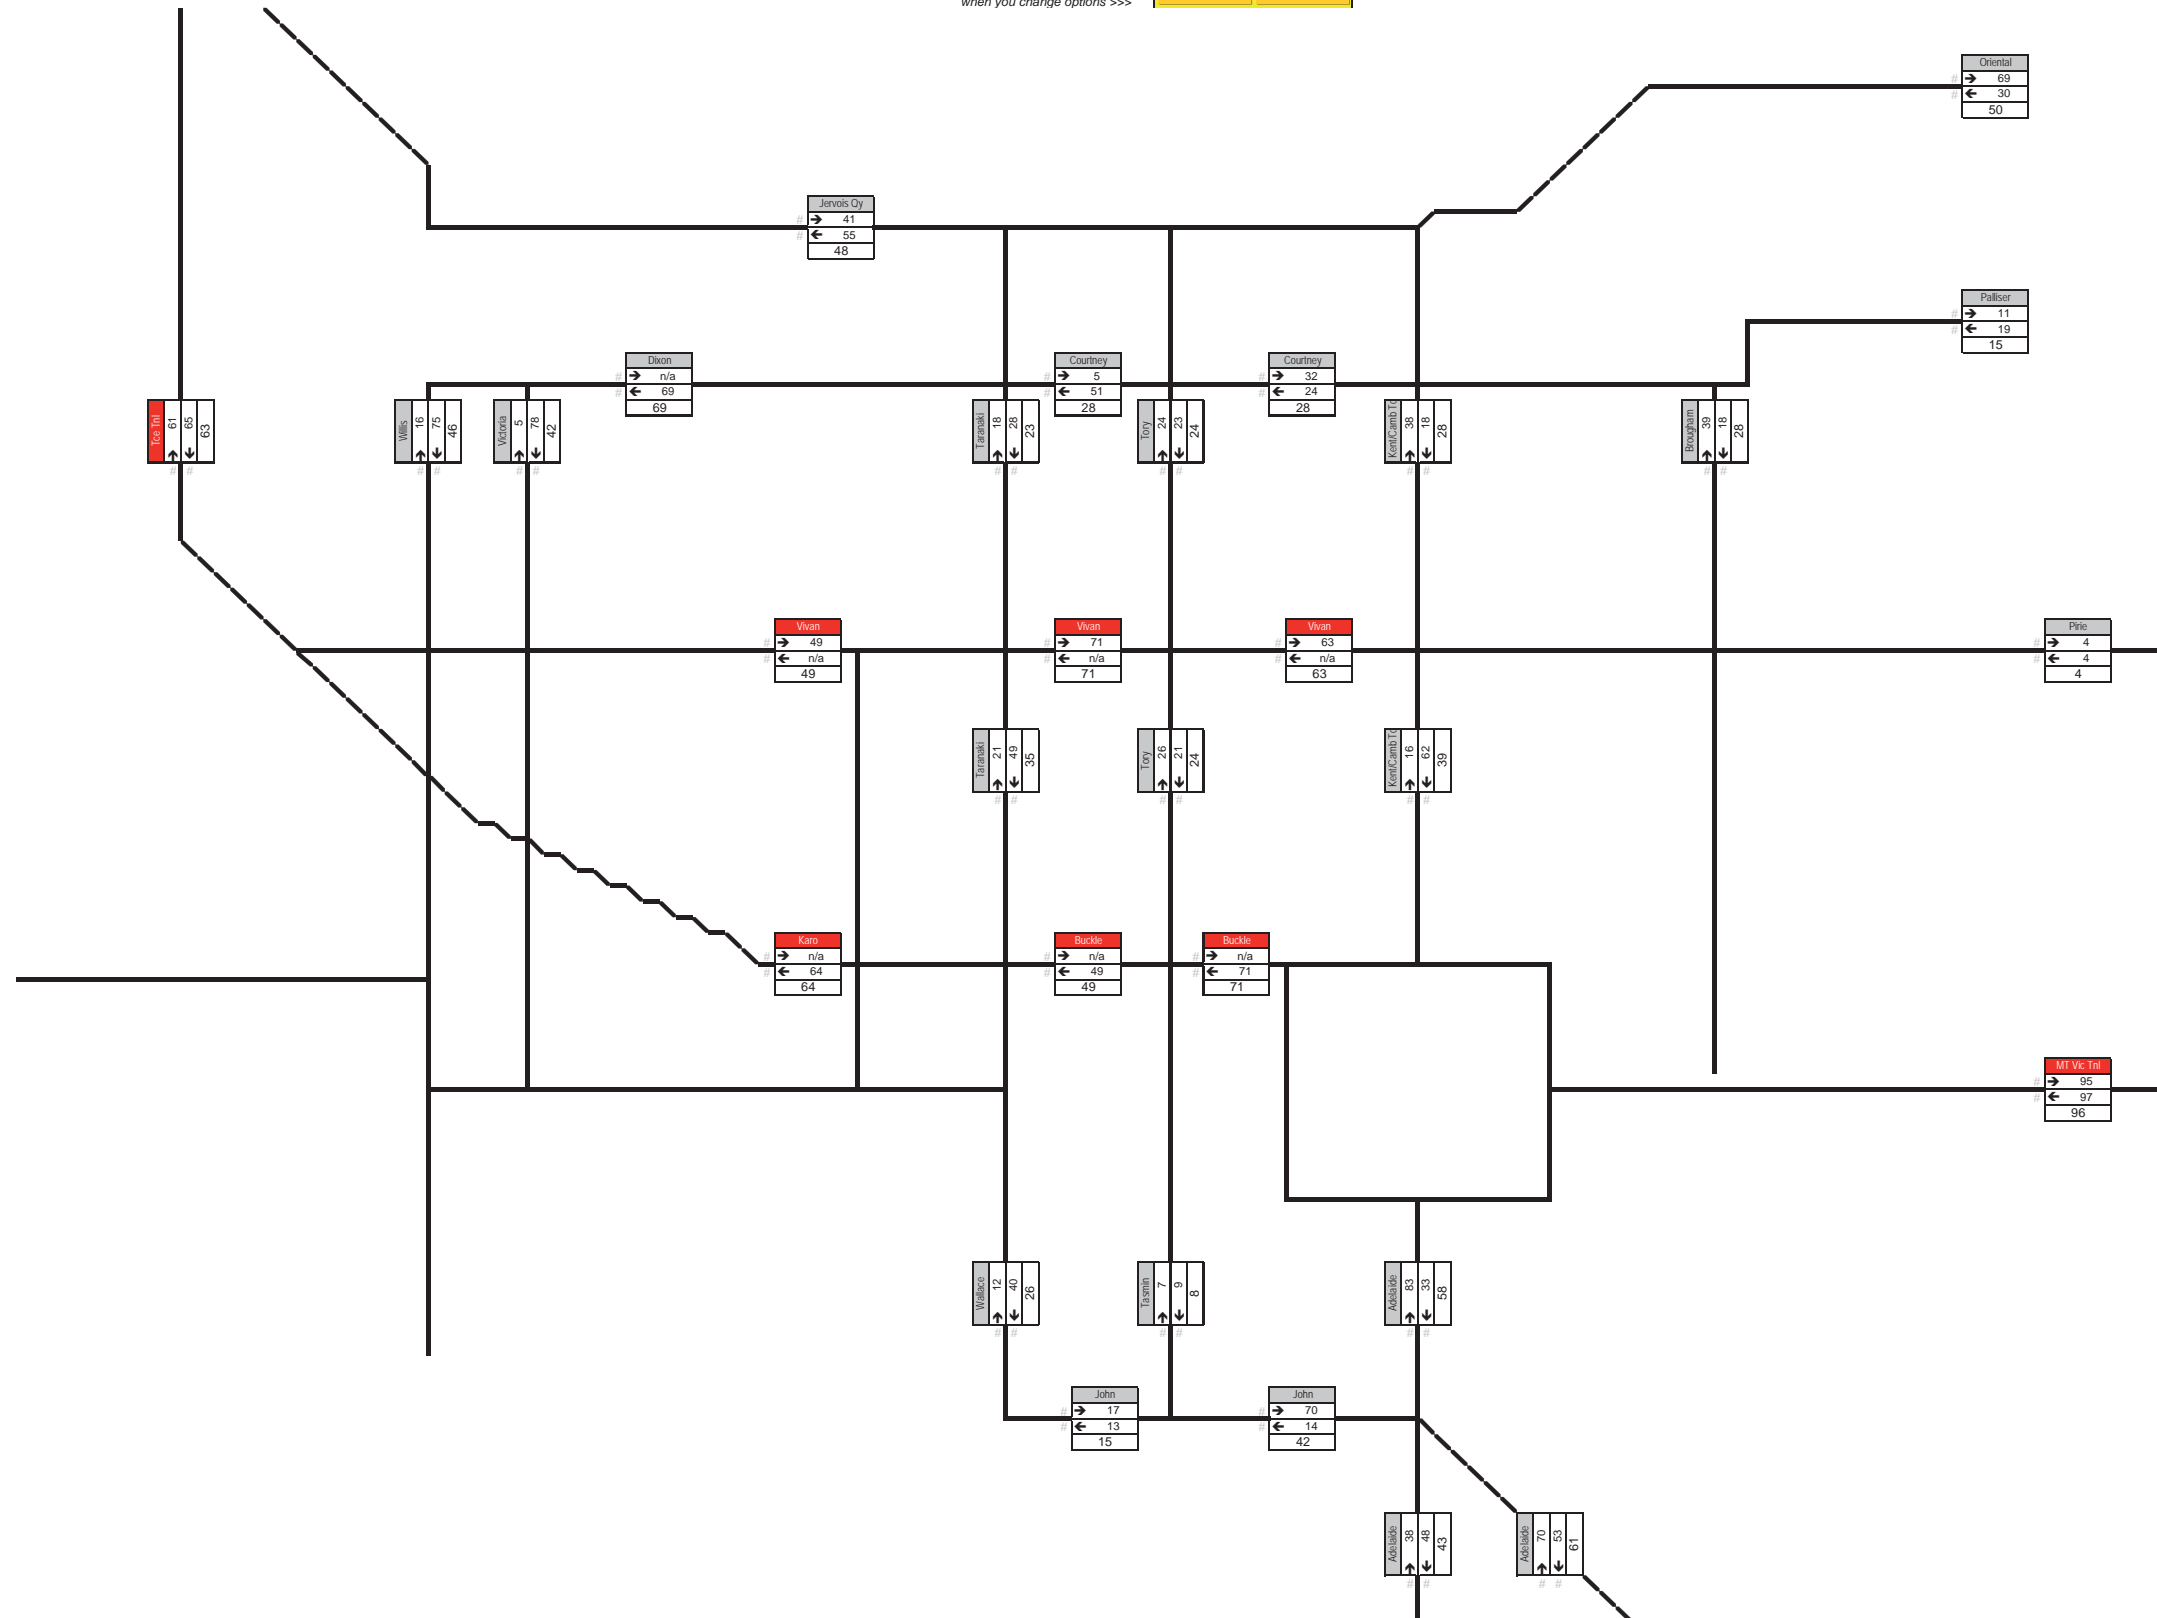 when you change options >>>
Oriental
# → 69
# ← 30
50
Jervois Qy
# → 41
# ← 55
48
Palliser
# → 11
# ← 19
15
Dixon
# → n/a
# ← 69
69
Courtney
# → 5
# ← 51
28
Courtney
# → 32
# ← 24
28
Tce Tnl
# ↑ 61
# ↓ 65
63
Willis
# ↑ 16
# ↓ 75
46
Victoria
# ↑ 5
# ↓ 78
42
Taranaki
# ↑ 18
# ↓ 28
23
Tory
# ↑ 24
# ↓ 23
24
Kent/Camb Tc
# ↑ 38
# ↓ 18
28
Brougham
# ↑ 39
# ↓ 18
28
Vivan
# → 49
# ← n/a
49
Vivan
# → 71
# ← n/a
71
Vivan
# → 63
# ← n/a
63
Pirie
# → 4
# ← 4
4
Taranaki
# ↑ 21
# ↓ 49
35
Tory
# ↑ 26
# ↓ 21
24
Kent/Camb Tc
# ↑ 16
# ↓ 62
39
Karo
# → n/a
# ← 64
64
Buckle
# → n/a
# ← 49
49
Buckle
# → n/a
# ← 71
71
MT Vic Tnl
# → 95
# ← 97
96
Wallace
# ↑ 12
# ↓ 40
26
Tasmin
# ↑ 7
# ↓ 9
8
Adelaide
# ↑ 83
# ↓ 33
58
John
# → 17
# ← 13
15
John
# → 70
# ← 14
42
Adelaide
# ↑ 38
# ↓ 48
43
Adelaide
# ↑ 70
# ↓ 53
61